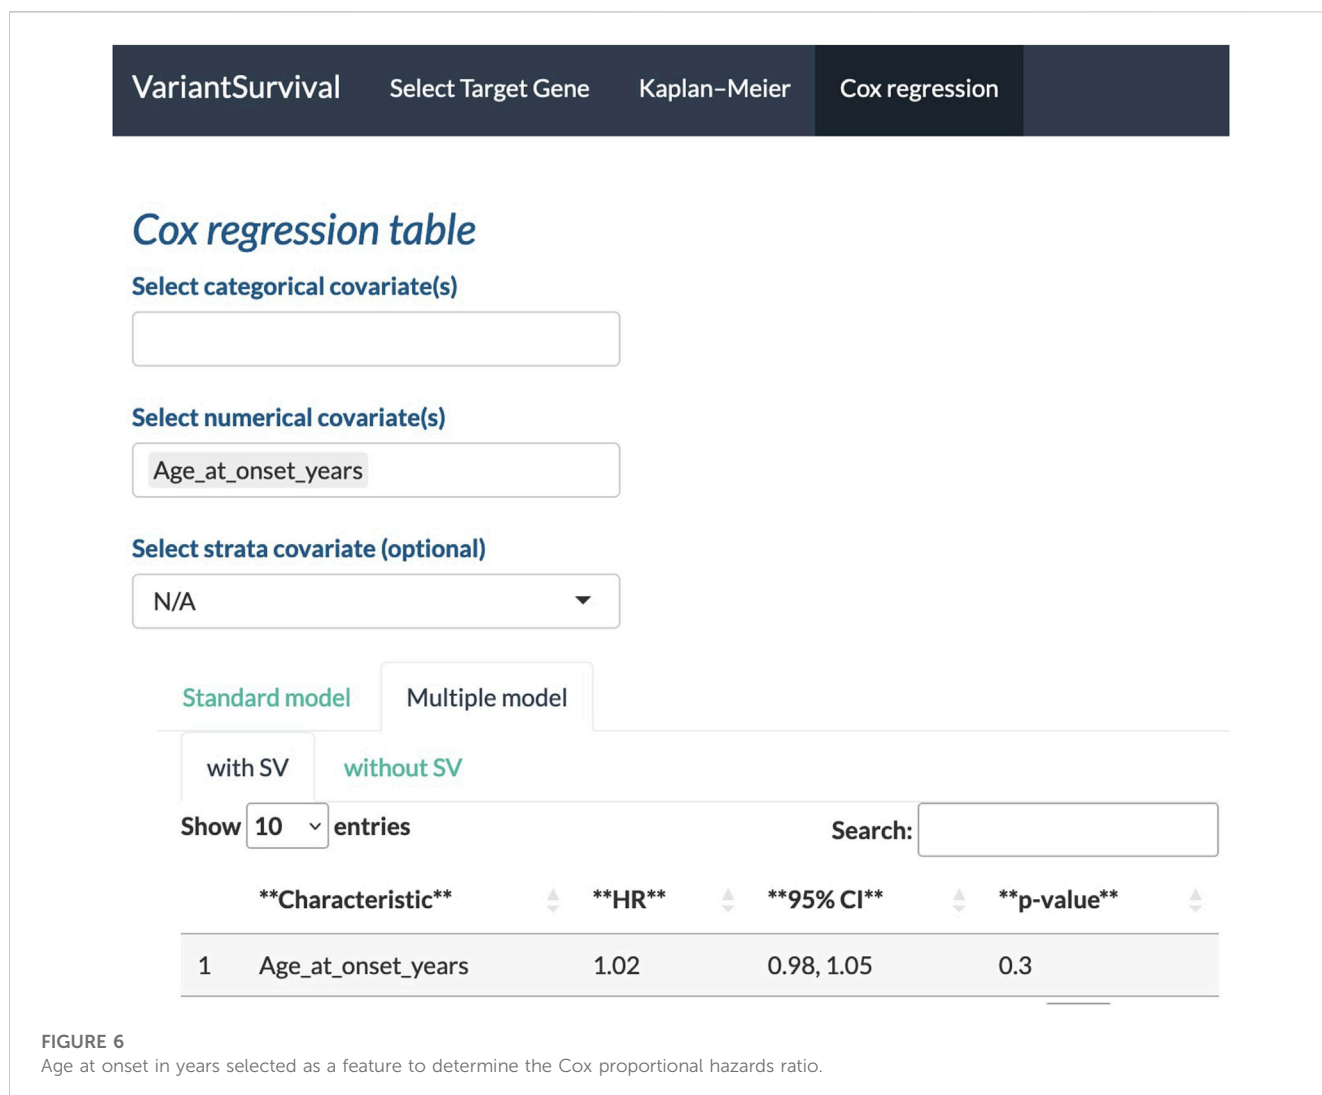 VariantSurvival Select Target Gene Kaplan–Meier Cox regression
Cox regression table
Select categorical covariate(s)
Select numerical covariate(s)
Age_at_onset_years
Select strata covariate (optional)
N/A
Standard model Multiple model
with SV without SV
Show 10 entries Search:
**Characteristic** **HR** **95% CI** **p-value**
1 Age_at_onset_years 1.02 0.98, 1.05 0.3
FIGURE 6
Age at onset in years selected as a feature to determine the Cox proportional hazards ratio.